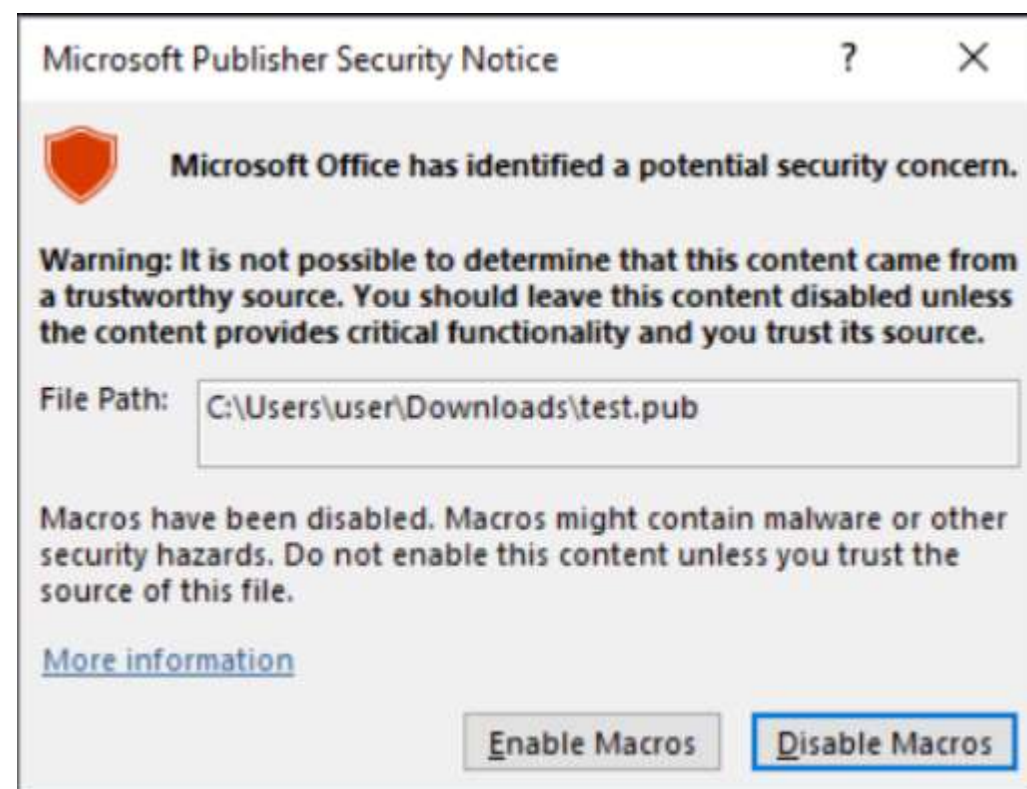 Microsoft Publisher Security Notice
?
Microsoft Office has identified a potential security concern.
Warning: It is not possible to determine that this content came from
a trustworthy source. You should leave this content disabled unless
the content provides critical functionality and you trust its source.
File Path: C:\Users\user\Downloads\test.pub
Macros have been disabled. Macros might contain malware or other
security hazards. Do not enable this content unless you trust the
source of this file.
More information
Enable Macros Disable Macros